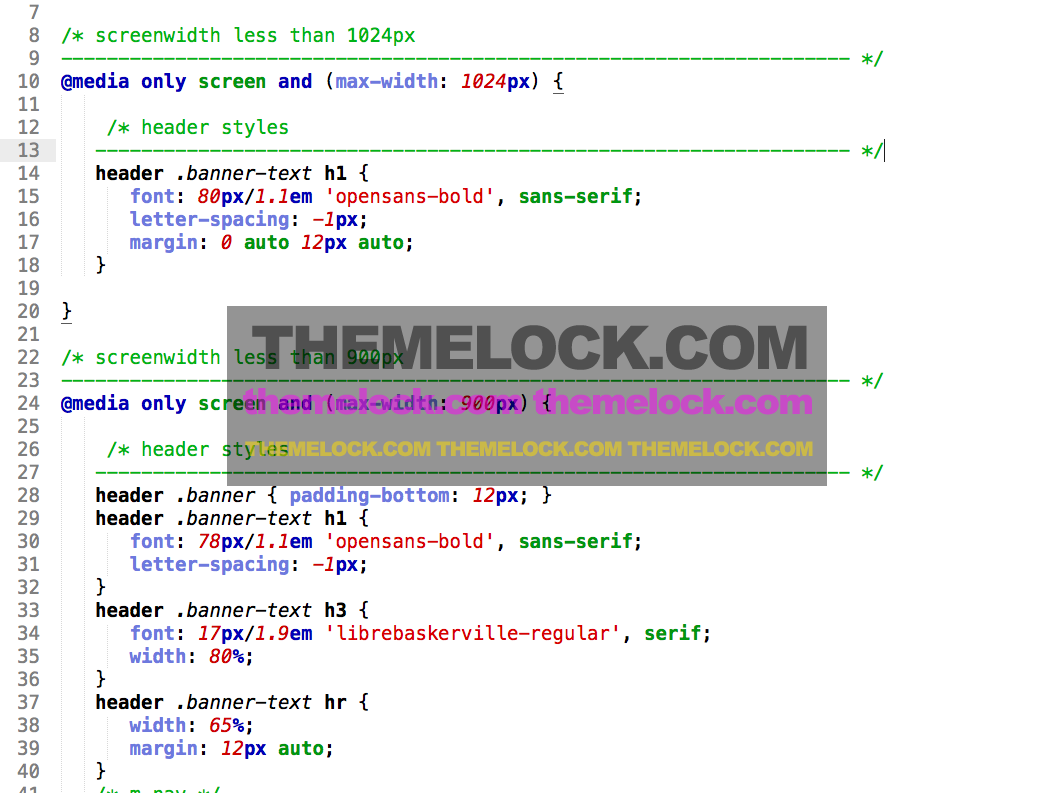 7
8 /* screenwidth less than 1024px
9 --------------------------------------------------------------------- */
10 @media only screen and (max-width: 1024px) {
11
12 /* header styles
13 ------------------------------------------------------------------ */
14 header .banner-text h1 {
15 font: 80px/1.1em 'opensans-bold', sans-serif;
16 letter-spacing: -1px;
17 margin: 0 auto 12px auto;
18 }
19
20 }
21
22 /* screenwidth less than 900px
23 --------------------------------------------------------------------- */
24 @media only screen and (max-width: 900px) {
25
26 /* header styles
27 ------------------------------------------------------------------ */
28 header .banner { padding-bottom: 12px; }
29 header .banner-text h1 {
30 font: 78px/1.1em 'opensans-bold', sans-serif;
31 letter-spacing: -1px;
32 }
33 header .banner-text h3 {
34 font: 17px/1.9em 'librebaskerville-regular', serif;
35 width: 80%;
36 }
37 header .banner-text hr {
38 width: 65%;
39 margin: 12px auto;
40 }
41 /* m-nav */
THEMELOCK.COM
themelock.com themelock.com
THEMELOCK.COM THEMELOCK.COM THEMELOCK.COM